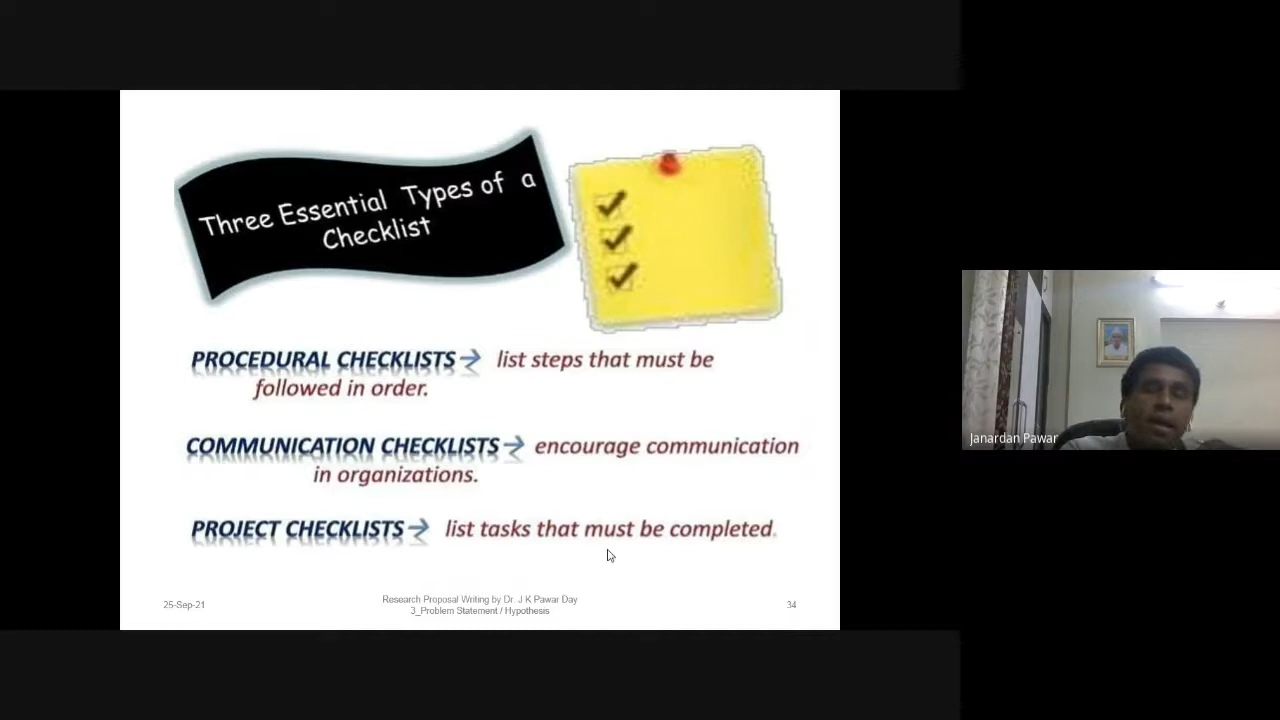 Three Essential Types of a
Checklist
PROCEDURAL CHECKLISTS→ list steps that must be
followed in order.
COMMUNICATION CHECKLISTS→ encourage communication
in organizations.
PROJECT CHECKLISTS→ list tasks that must be completed.
25-Sep-21
Research Proposal Writing by Dr. J K Pawar Day
3_Problem Statement / Hypothesis
34
Janardan Pawar